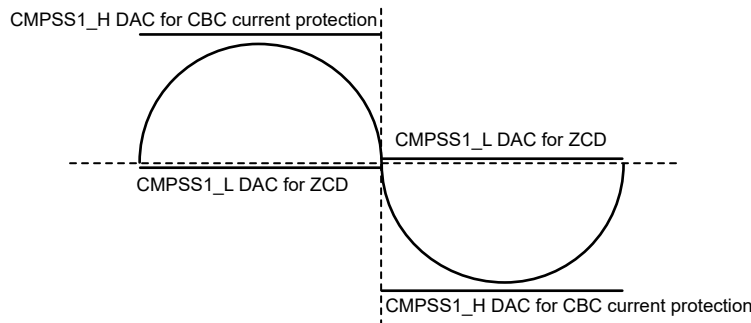 CMPSS1_H DAC for CBC current protection
CMPSS1_L DAC for ZCD
CMPSS1_L DAC for ZCD
CMPSS1_H DAC for CBC current protection